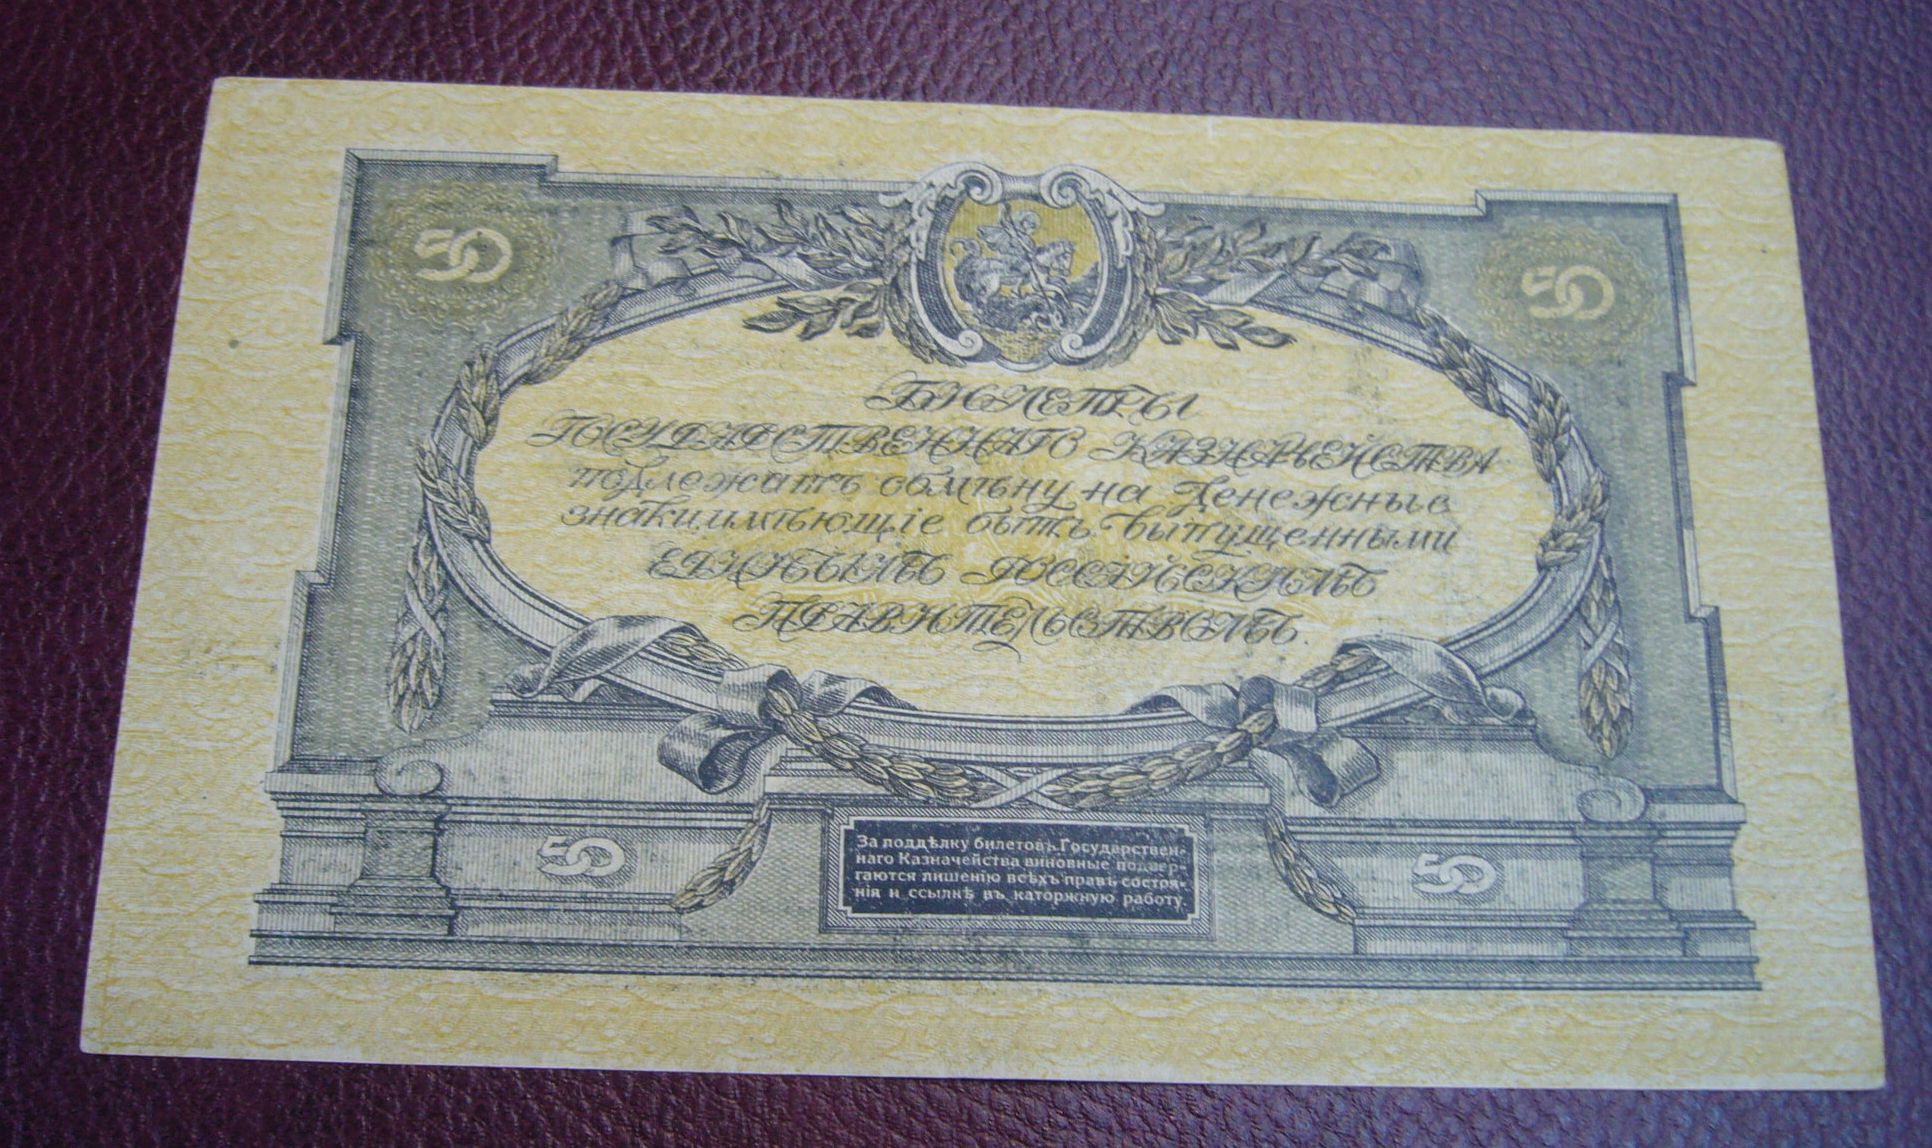 50
50
БИЛЕТЫ
ГОСУДАРСТВЕННАГО КАЗНАЧЕЙСТВА
подлежатъ обмѣну на денежные
знаки имѣющіе быть выпущенными
ЕДИНЫМЪ РОССІЙСКИМЪ
ПРАВИТЕЛЬСТВОМЪ.
50
50
За поддѣлку билетовъ Государствен-
наго Казначейства виновные подвер-
гаются лишенію всѣхъ правъ состоя-
нія и ссылкѣ въ каторжную работу.